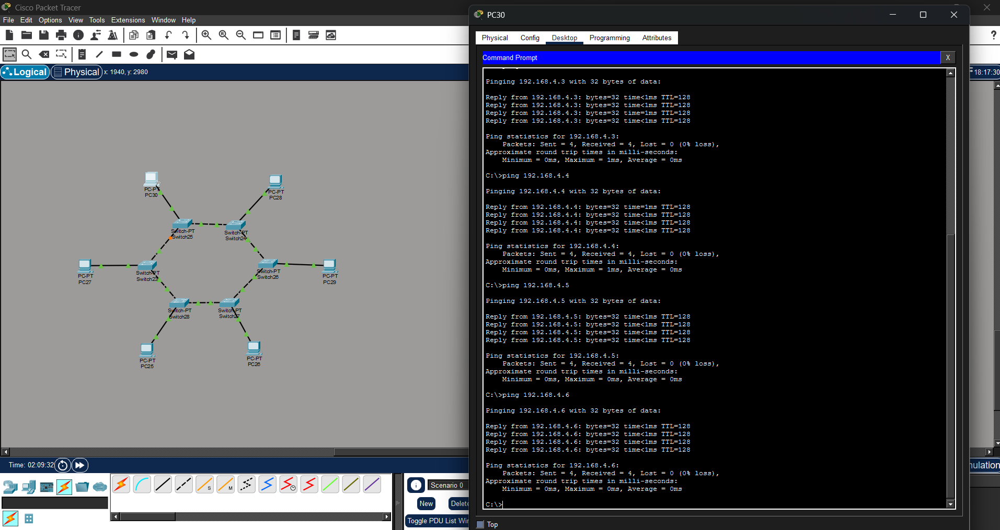 Cisco Packet Tracer
File Edit Options View Tools Extensions Window Help
Logical Physical x: 1940, y: 2980
18:17:30
PC-PT
PC30
PC-PT
PC28
Switch-PT
Switch25
Switch-PT
Switch24
PC-PT
PC27
Switch-PT
Switch23
Switch-PT
Switch26
PC-PT
PC29
Switch-PT
Switch28
Switch-PT
Switch27
PC-PT
PC25
PC-PT
PC26
Time: 02:09:32
S
M
Scenario 0
New
Delete
Toggle PDU List Wi
nulation
PC30
Physical Config Desktop Programming Attributes
Command Prompt
X
Pinging 192.168.4.3 with 32 bytes of data:
Reply from 192.168.4.3: bytes=32 time<1ms TTL=128
Reply from 192.168.4.3: bytes=32 time<1ms TTL=128
Reply from 192.168.4.3: bytes=32 time=1ms TTL=128
Reply from 192.168.4.3: bytes=32 time<1ms TTL=128
Ping statistics for 192.168.4.3:
Packets: Sent = 4, Received = 4, Lost = 0 (0% loss),
Approximate round trip times in milli-seconds:
Minimum = 0ms, Maximum = 1ms, Average = 0ms
C:\>ping 192.168.4.4
Pinging 192.168.4.4 with 32 bytes of data:
Reply from 192.168.4.4: bytes=32 time=1ms TTL=128
Reply from 192.168.4.4: bytes=32 time<1ms TTL=128
Reply from 192.168.4.4: bytes=32 time<1ms TTL=128
Reply from 192.168.4.4: bytes=32 time<1ms TTL=128
Ping statistics for 192.168.4.4:
Packets: Sent = 4, Received = 4, Lost = 0 (0% loss),
Approximate round trip times in milli-seconds:
Minimum = 0ms, Maximum = 1ms, Average = 0ms
C:\>ping 192.168.4.5
Pinging 192.168.4.5 with 32 bytes of data:
Reply from 192.168.4.5: bytes=32 time<1ms TTL=128
Reply from 192.168.4.5: bytes=32 time<1ms TTL=128
Reply from 192.168.4.5: bytes=32 time<1ms TTL=128
Reply from 192.168.4.5: bytes=32 time<1ms TTL=128
Ping statistics for 192.168.4.5:
Packets: Sent = 4, Received = 4, Lost = 0 (0% loss),
Approximate round trip times in milli-seconds:
Minimum = 0ms, Maximum = 0ms, Average = 0ms
C:\>ping 192.168.4.6
Pinging 192.168.4.6 with 32 bytes of data:
Reply from 192.168.4.6: bytes=32 time<1ms TTL=128
Reply from 192.168.4.6: bytes=32 time<1ms TTL=128
Reply from 192.168.4.6: bytes=32 time<1ms TTL=128
Reply from 192.168.4.6: bytes=32 time<1ms TTL=128
Ping statistics for 192.168.4.6:
Packets: Sent = 4, Received = 4, Lost = 0 (0% loss),
Approximate round trip times in milli-seconds:
Minimum = 0ms, Maximum = 0ms, Average = 0ms
C:\>
Top